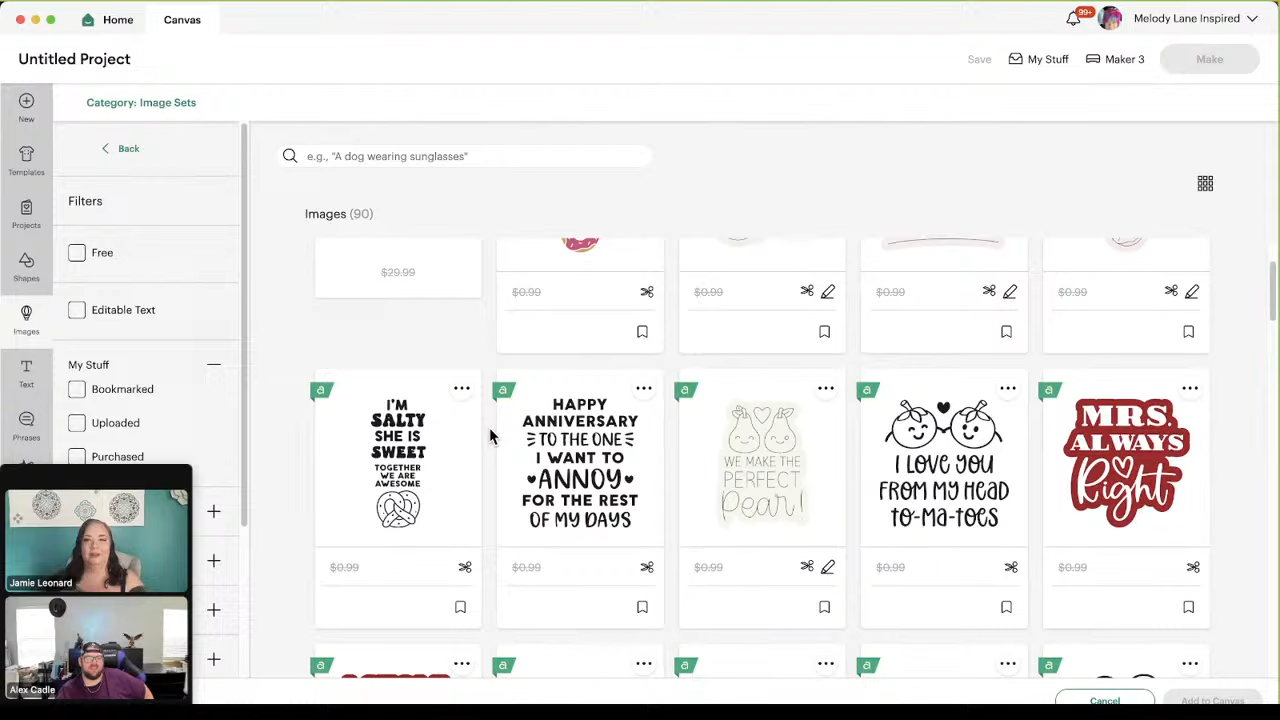 Home
Canvas
99+
Melody Lane Inspired
Untitled Project
Save
My Stuff
Maker 3
Make
New
Templates
Projects
Shapes
Images
Text
Phrases
Category: Image Sets
Back
Filters
Free
Editable Text
My Stuff
Bookmarked
Uploaded
Purchased
e.g., "A dog wearing sunglasses"
Images (90)
$29.99
$0.99
$0.99
$0.99
$0.99
a
I'M
SALTY
SHE IS
SWEET
TOGETHER
WE ARE
AWESOME
$0.99
a
HAPPY
ANNIVERSARY
TO THE ONE
I WANT TO
ANNOY
FOR THE REST
OF MY DAYS
$0.99
a
WE MAKE THE
PERFECT
Pear!
$0.99
a
I LOVE YOU
FROM MY HEAD
TO-MA-TOES
$0.99
a
MRS.
ALWAYS
Right
$0.99
a
a
a
a
a
Jamie Leonard
Alex Cadle
Cancel
Add to Canvas